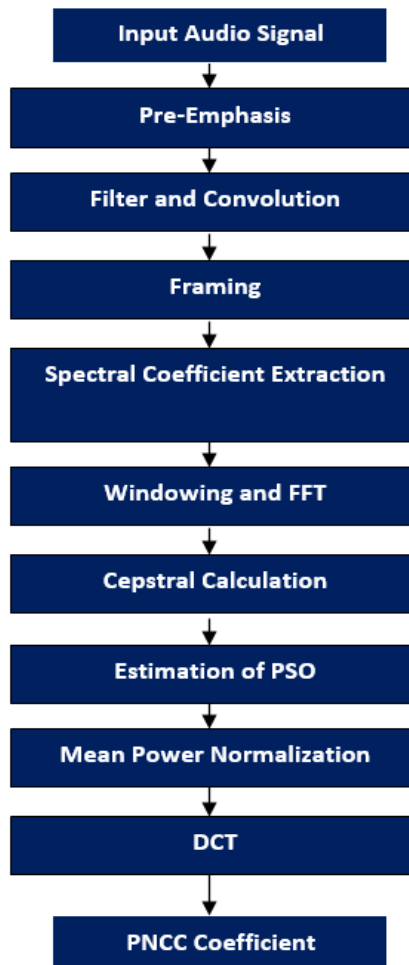 Input Audio Signal
Pre-Emphasis
Filter and Convolution
Framing
Spectral Coefficient Extraction
Windowing and FFT
Cepstral Calculation
Estimation of PSO
Mean Power Normalization
DCT
PNCC Coefficient